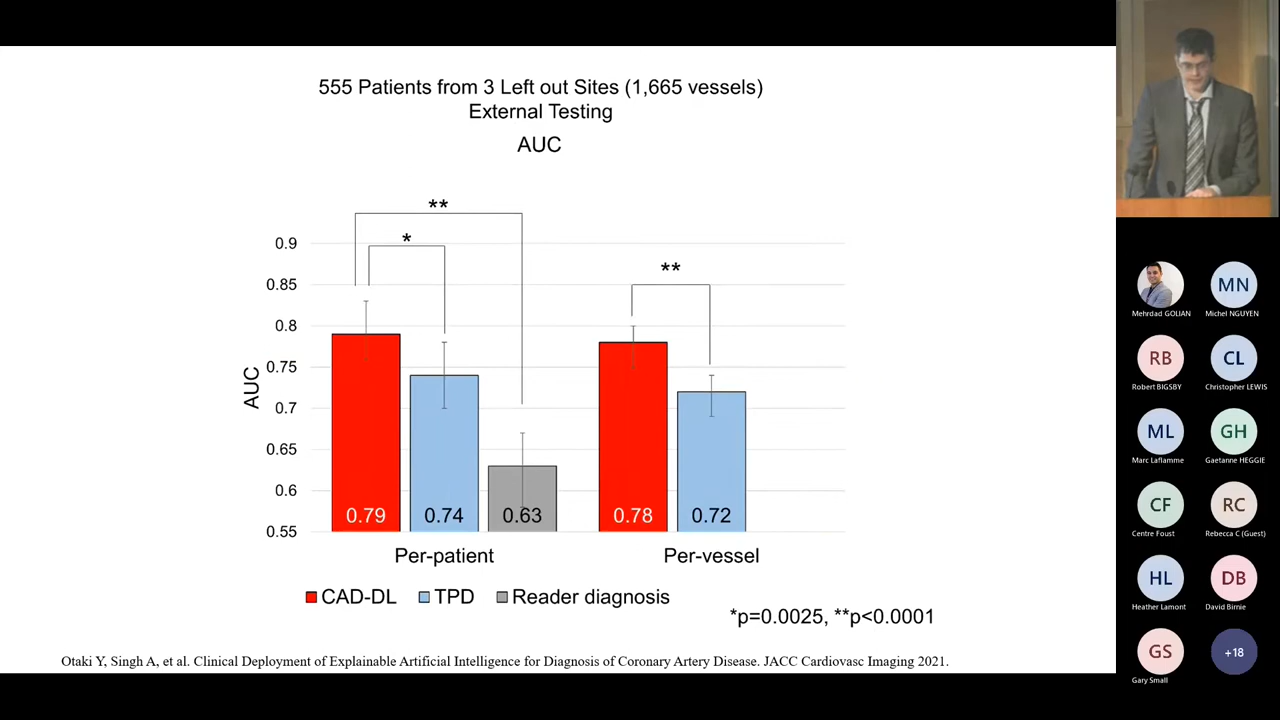 555 Patients from 3 Left out Sites (1,665 vessels)
External Testing
AUC
**
*
**
0.9
0.85
0.8
0.75
0.7
0.65
0.6
0.55
AUC
0.79
0.74
0.63
0.78
0.72
Per-patient
Per-vessel
CAD-DL
TPD
Reader diagnosis
*p=0.0025, **p<0.0001
Otaki Y, Singh A, et al. Clinical Deployment of Explainable Artificial Intelligence for Diagnosis of Coronary Artery Disease. JACC Cardiovasc Imaging 2021.
Mehrdad GOLIAN
MN
Michel NGUYEN
RB
Robert BIGSBY
CL
Christopher LEWIS
ML
Marc Laflamme
GH
Gaetanne HEGGIE
CF
Centre Foust
RC
Rebecca C (Guest)
HL
Heather Lamont
DB
David Birnie
GS
Gary Small
+18